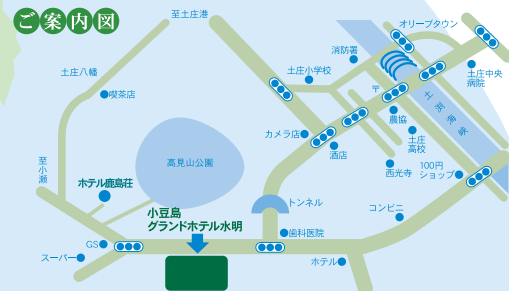 ご案内図
至土庄港
オリーブタウン
消防署
土庄八幡
土庄小学校
土庄中央
病院
喫茶店
〒
土渕海峡
農協
カメラ店
土庄
高校
酒店
至小瀬
高見山公園
西光寺
100円
ショップ
ホテル鹿島荘
小豆島
グランドホテル水明
トンネル
コンビニ
歯科医院
GS
スーパー
ホテル